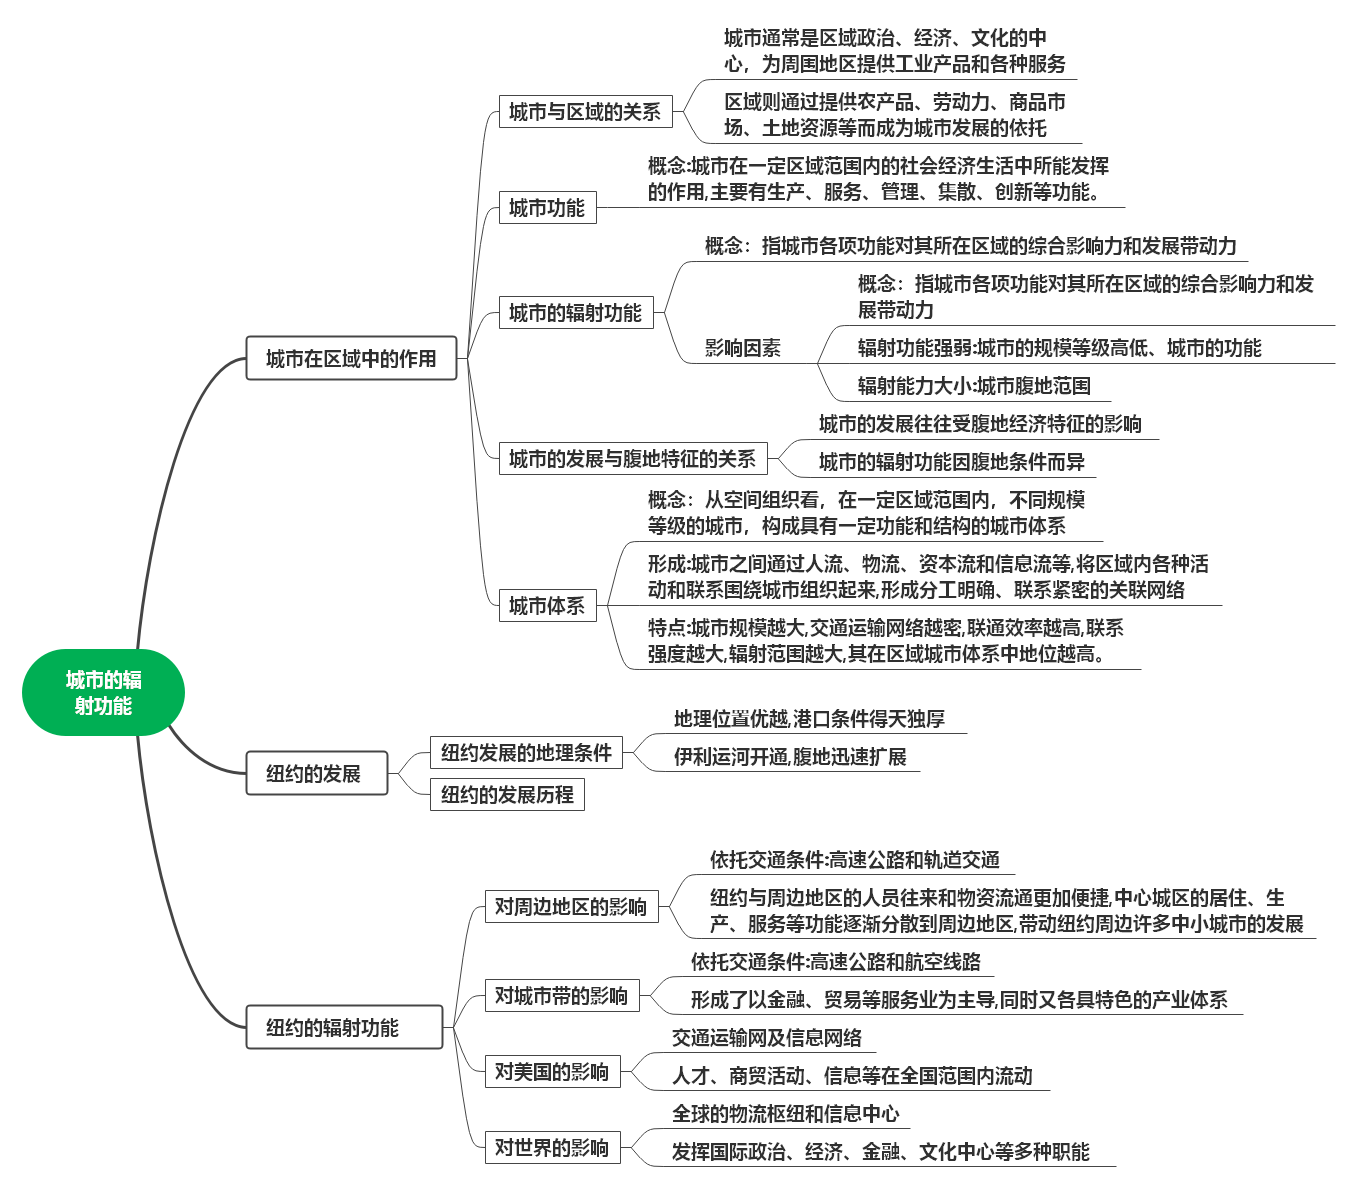 城市的辐
射功能
城市在区域中的作用
城市与区域的关系
城市通常是区域政治、经济、文化的中
心，为周围地区提供工业产品和各种服务
区域则通过提供农产品、劳动力、商品市
场、土地资源等而成为城市发展的依托
城市功能
概念:城市在一定区域范围内的社会经济生活中所能发挥
的作用,主要有生产、服务、管理、集散、创新等功能。
城市的辐射功能
概念：指城市各项功能对其所在区域的综合影响力和发展带动力
影响因素
概念：指城市各项功能对其所在区域的综合影响力和发
展带动力
辐射功能强弱:城市的规模等级高低、城市的功能
辐射能力大小:城市腹地范围
城市的发展与腹地特征的关系
城市的发展往往受腹地经济特征的影响
城市的辐射功能因腹地条件而异
城市体系
概念：从空间组织看，在一定区域范围内，不同规模
等级的城市，构成具有一定功能和结构的城市体系
形成:城市之间通过人流、物流、资本流和信息流等,将区域内各种活
动和联系围绕城市组织起来,形成分工明确、联系紧密的关联网络
特点:城市规模越大,交通运输网络越密,联通效率越高,联系
强度越大,辐射范围越大,其在区域城市体系中地位越高。
纽约的发展
纽约发展的地理条件
地理位置优越,港口条件得天独厚
伊利运河开通,腹地迅速扩展
纽约的发展历程
纽约的辐射功能
对周边地区的影响
依托交通条件:高速公路和轨道交通
纽约与周边地区的人员往来和物资流通更加便捷,中心城区的居住、生
产、服务等功能逐渐分散到周边地区,带动纽约周边许多中小城市的发展
对城市带的影响
依托交通条件:高速公路和航空线路
形成了以金融、贸易等服务业为主导,同时又各具特色的产业体系
对美国的影响
交通运输网及信息网络
人才、商贸活动、信息等在全国范围内流动
对世界的影响
全球的物流枢纽和信息中心
发挥国际政治、经济、金融、文化中心等多种职能